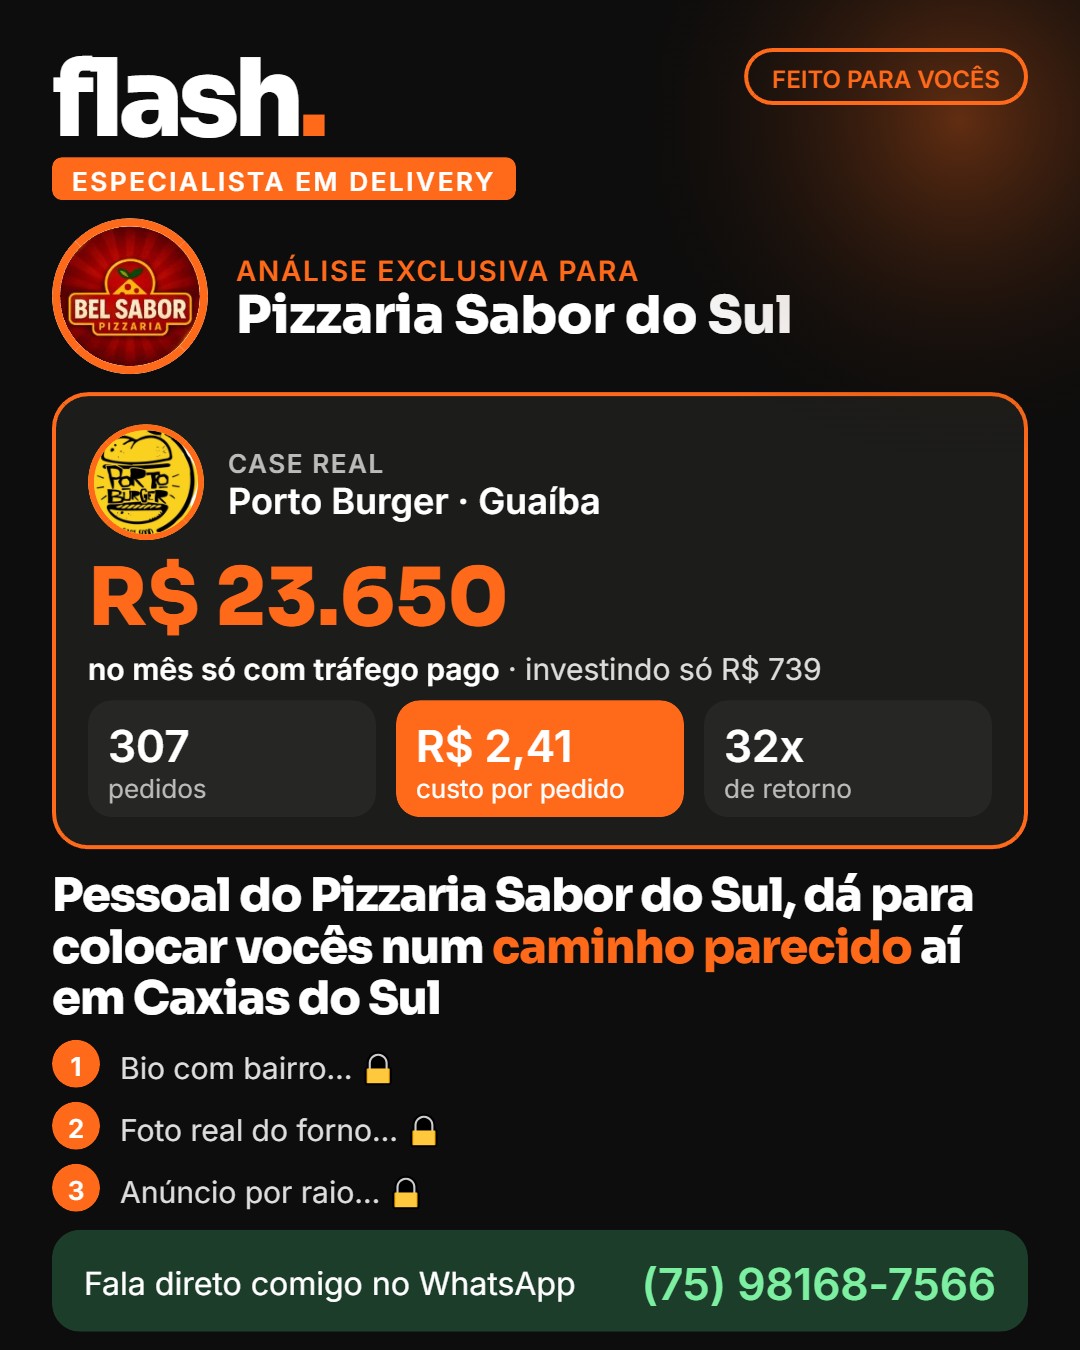 flash.
FEITO PARA VOCÊS
ESPECIALISTA EM DELIVERY
BEL SABOR
PIZZARIA
ANÁLISE EXCLUSIVA PARA
Pizzaria Sabor do Sul
PORTO
BURGER
CASE REAL
Porto Burger · Guaíba
R$ 23.650
no mês só com tráfego pago · investindo só R$ 739
307
pedidos
R$ 2,41
custo por pedido
32x
de retorno
Pessoal do Pizzaria Sabor do Sul, dá para
colocar vocês num caminho parecido aí
em Caxias do Sul
1 Bio com bairro... 🔒
2 Foto real do forno... 🔒
3 Anúncio por raio... 🔒
Fala direto comigo no WhatsApp (75) 98168-7566